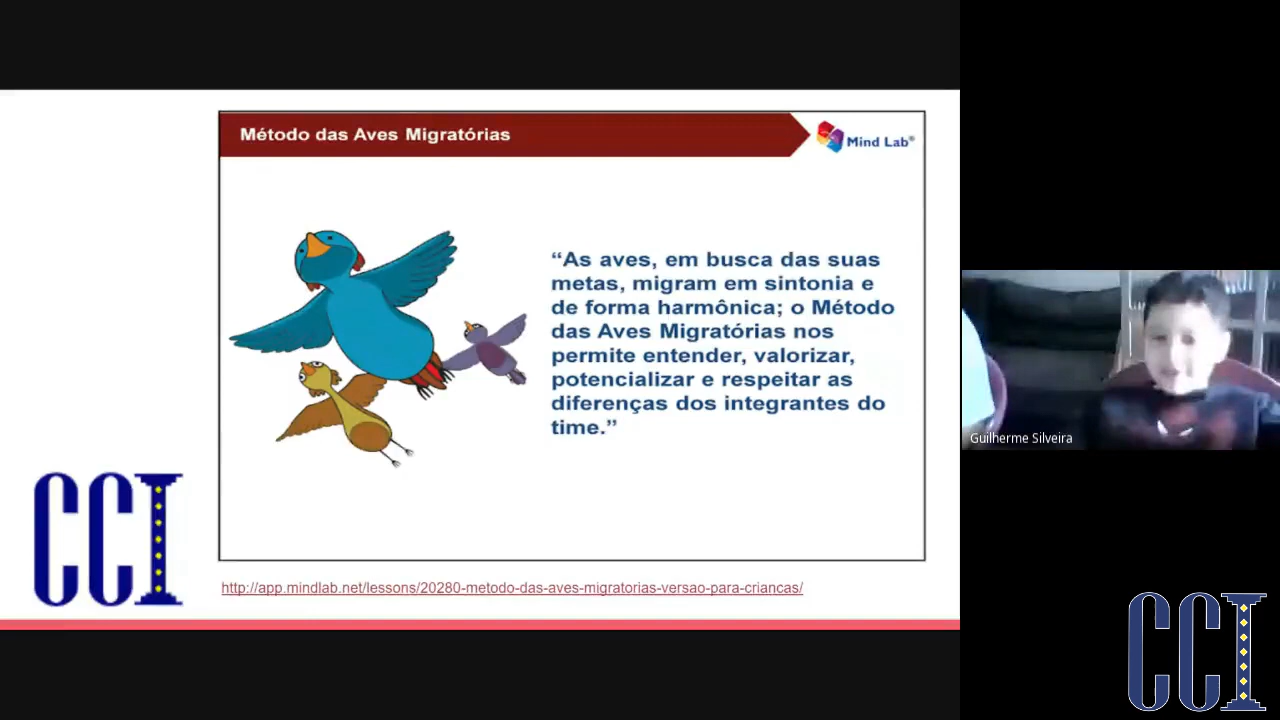 Método das Aves Migratórias
Mind Lab®
“As aves, em busca das suas
metas, migram em sintonia e
de forma harmônica; o Método
das Aves Migratórias nos
permite entender, valorizar,
potencializar e respeitar as
diferenças dos integrantes do
time.”
CCI
http://app.mindlab.net/lessons/20280-metodo-das-aves-migratorias-versao-para-criancas/
Guilherme Silveira
CCI